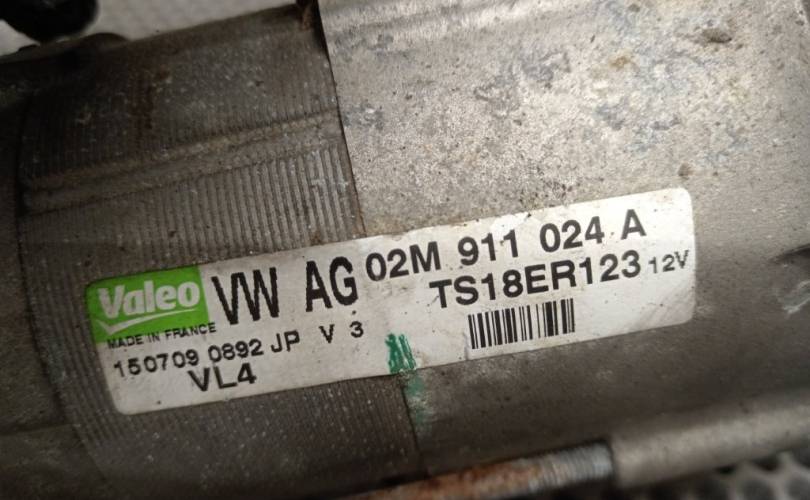 Valeo VW AG 02M 911 024 A
MADE IN FRANCE TS18ER123 12V
150709 0892 JP V 3
VL4